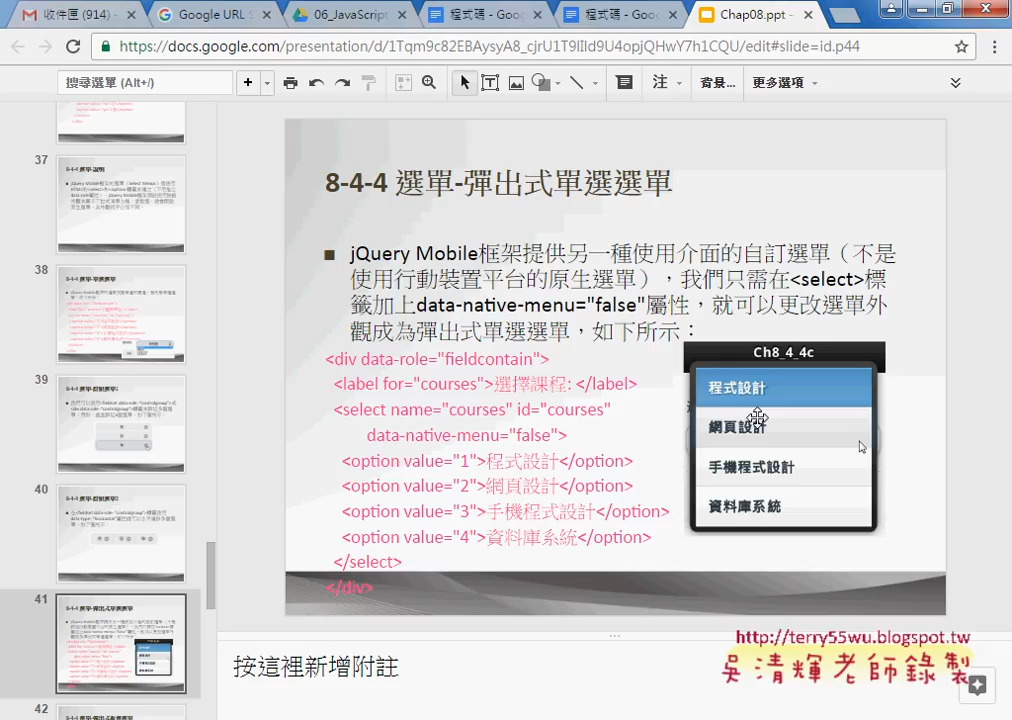 收件匣 (914) -
Google URL S
06_JavaScript
程式碼 - Goog
程式碼 - Goog
Chap08.ppt -
https://docs.google.com/presentation/d/1Tqm9c82EBAysyA8_cjrU1T9lIld9U4opjQHwY7h1CQU/edit#slide=id.p44
搜尋選單 (Alt+/)
注
背景...
更多選項
37
38
39
40
41
42
8-4-4 選單-彈出式單選選單
jQuery Mobile框架提供另一種使用介面的自訂選單（不是
使用行動裝置平台的原生選單），我們只需在<select>標
籤加上data-native-menu="false"屬性，就可以更改選單外
觀成為彈出式單選選單，如下所示：
<div data-role="fieldcontain">
<label for="courses">選擇課程: </label>
<select name="courses" id="courses"
data-native-menu="false">
<option value="1">程式設計</option>
<option value="2">網頁設計</option>
<option value="3">手機程式設計</option>
<option value="4">資料庫系統</option>
</select>
</div>
Ch8_4_4c
程式設計
網頁設計
手機程式設計
資料庫系統
按這裡新增附註
http://terry55wu.blogspot.tw
吳清輝老師錄製